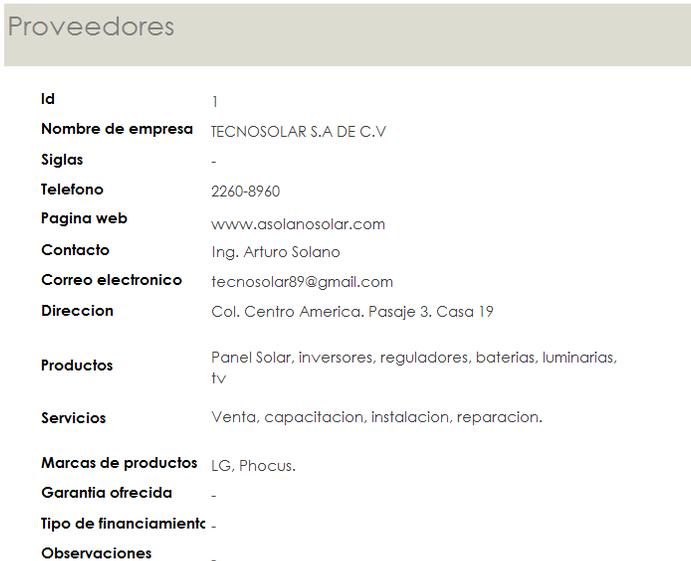 Proveedores
Id 1
Nombre de empresa TECNOSOLAR S.A DE C.V
Siglas -
Telefono 2260-8960
Pagina web www.asolanosolar.com
Contacto Ing. Arturo Solano
Correo electronico tecnosolar89@gmail.com
Direccion Col. Centro America. Pasaje 3. Casa 19
Productos Panel Solar, inversores, reguladores, baterias, luminarias,
tv
Servicios Venta, capacitacion, instalacion, reparacion.
Marcas de productos LG, Phocus.
Garantia ofrecida -
Tipo de financiamiento -
Observaciones -